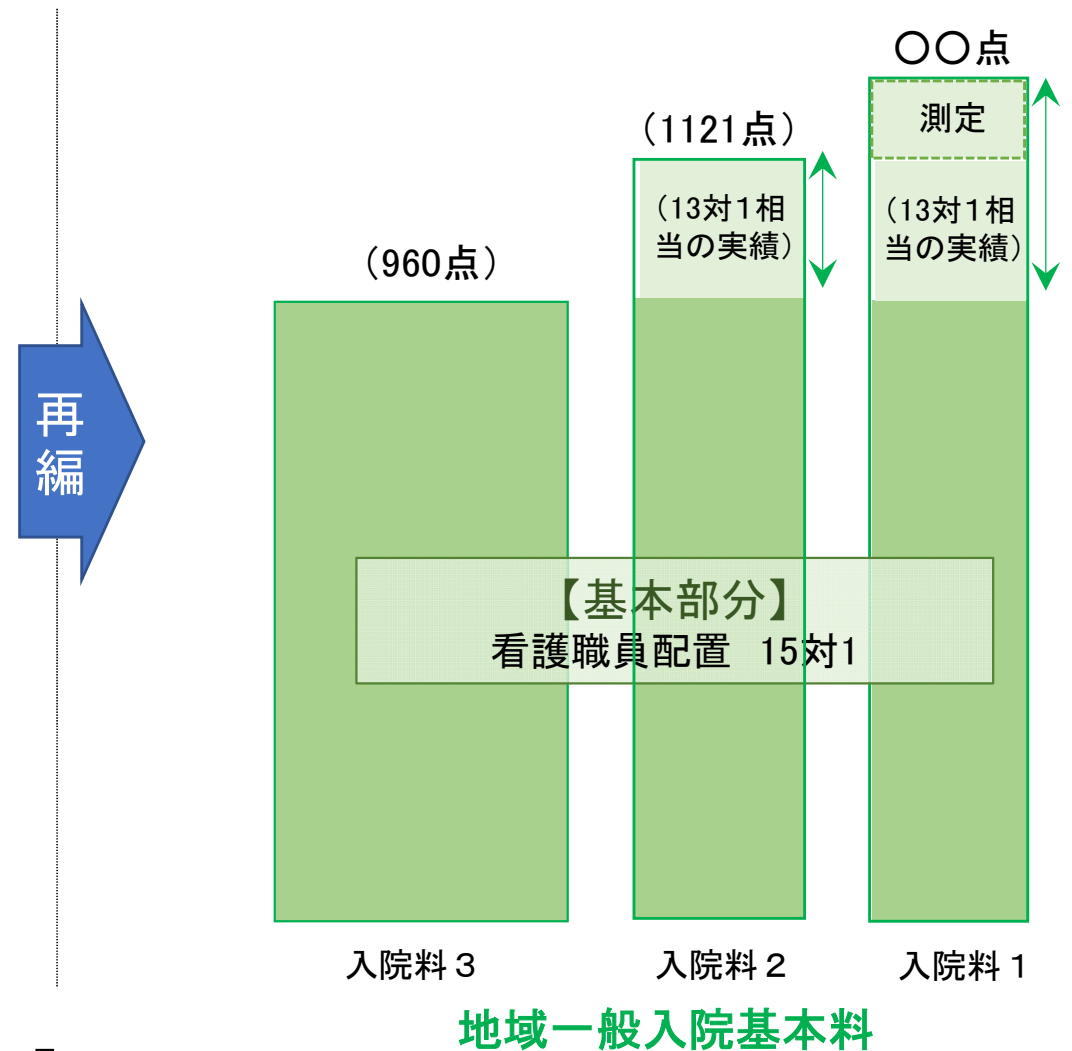 再
編
○○点
測定
(13対1相
当の実績)
(1121点)
(13対1相
当の実績)
(960点)
【基本部分】
看護職員配置　15対1
入院料3
入院料2
入院料1
地域一般入院基本料